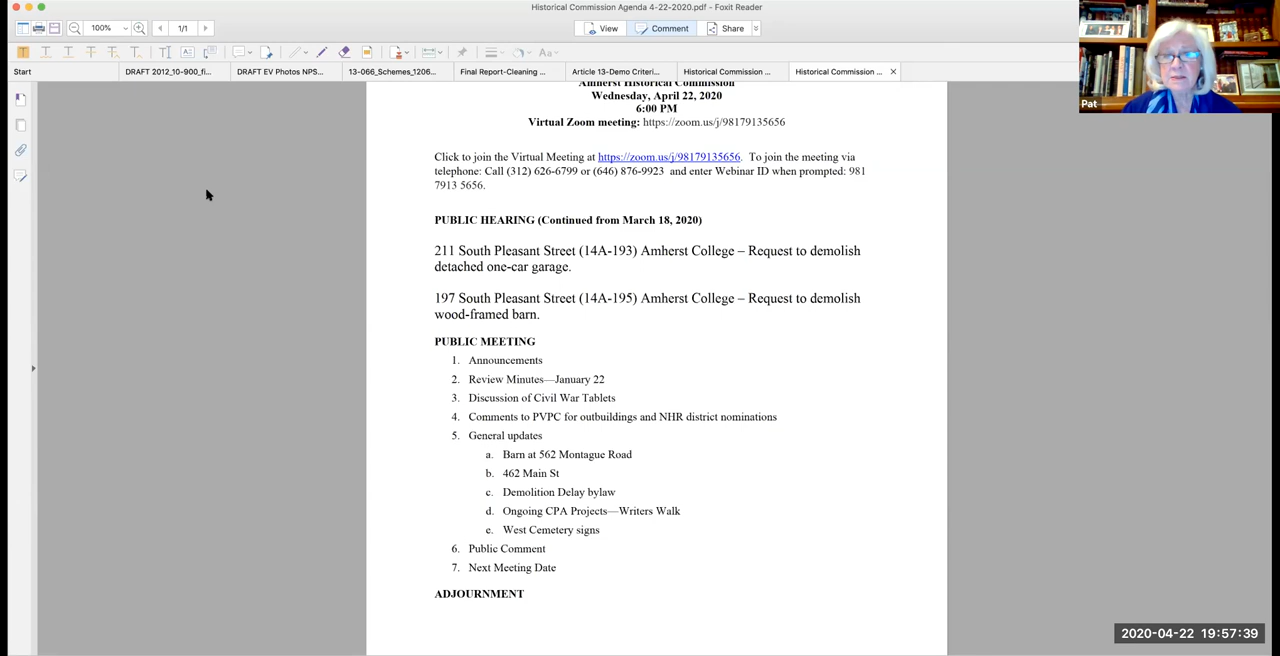 Historical Commission Agenda 4-22-2020.pdf - Foxit Reader
100%
1/1
View
Comment
Share
Start
DRAFT 2012_10-900_fi...
DRAFT EV Photos NPS...
13-066_Schemes_1206...
Final Report-Cleaning ...
Article 13-Demo Criteri...
Historical Commission ...
Historical Commission ...
Pat
Amherst Historical Commission
Wednesday, April 22, 2020
6:00 PM
Virtual Zoom meeting: https://zoom.us/j/98179135656
Click to join the Virtual Meeting at https://zoom.us/j/98179135656. To join the meeting via
telephone: Call (312) 626-6799 or (646) 876-9923 and enter Webinar ID when prompted: 981
7913 5656.
PUBLIC HEARING (Continued from March 18, 2020)
211 South Pleasant Street (14A-193) Amherst College – Request to demolish
detached one-car garage.
197 South Pleasant Street (14A-195) Amherst College – Request to demolish
wood-framed barn.
PUBLIC MEETING
1. Announcements
2. Review Minutes—January 22
3. Discussion of Civil War Tablets
4. Comments to PVPC for outbuildings and NHR district nominations
5. General updates
a. Barn at 562 Montague Road
b. 462 Main St
c. Demolition Delay bylaw
d. Ongoing CPA Projects—Writers Walk
e. West Cemetery signs
6. Public Comment
7. Next Meeting Date
ADJOURNMENT
2020-04-22 19:57:39